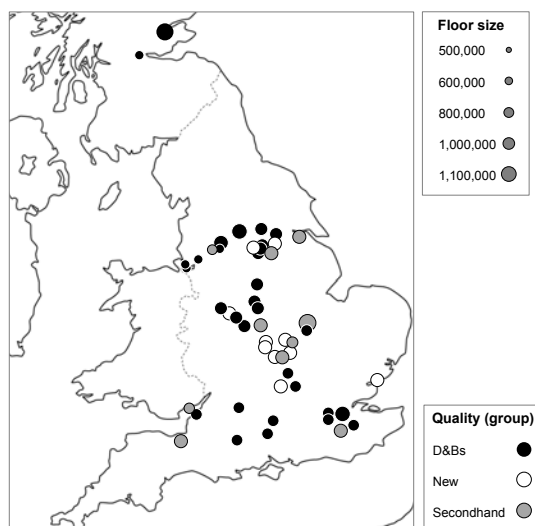 Floor size
500,000
600,000
800,000
1,000,000
1,100,000
Quality (group)
D&Bs
New
Secondhand